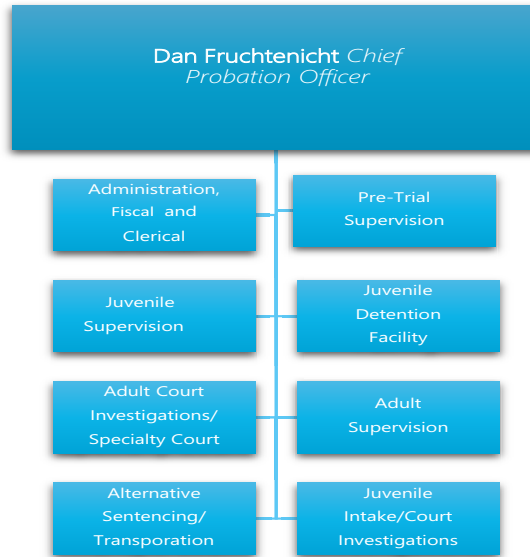 Dan Fruchtenicht Chief
Probation Officer
Administration,
Fiscal and
Clerical
Pre-Trial
Supervision
Juvenile
Supervision
Juvenile
Detention
Facility
Adult Court
Investigations/
Specialty Court
Adult
Supervision
Alternative
Sentencing/
Transporation
Juvenile
Intake/Court
Investigations